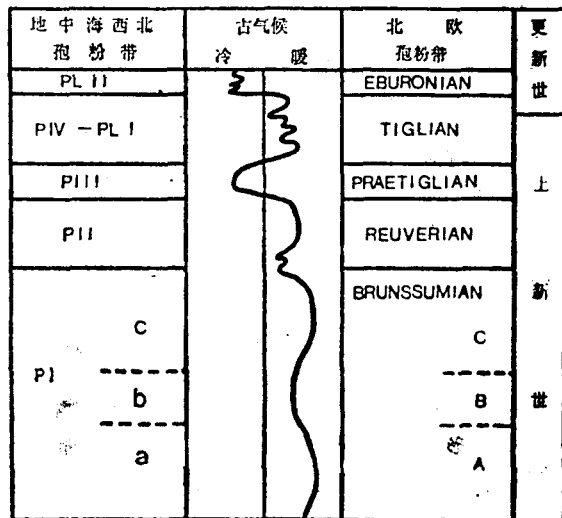 地中海西北
孢粉带
古气候
冷 暖
北欧
孢粉带
更新世
PL II
EBURONIAN
PIV - PL I
TIGLIAN
PIII
PRAETIGLIAN
上新世
PII
REUVERIAN
PI
BRUNSSUMIAN
c
C
b
B
a
A